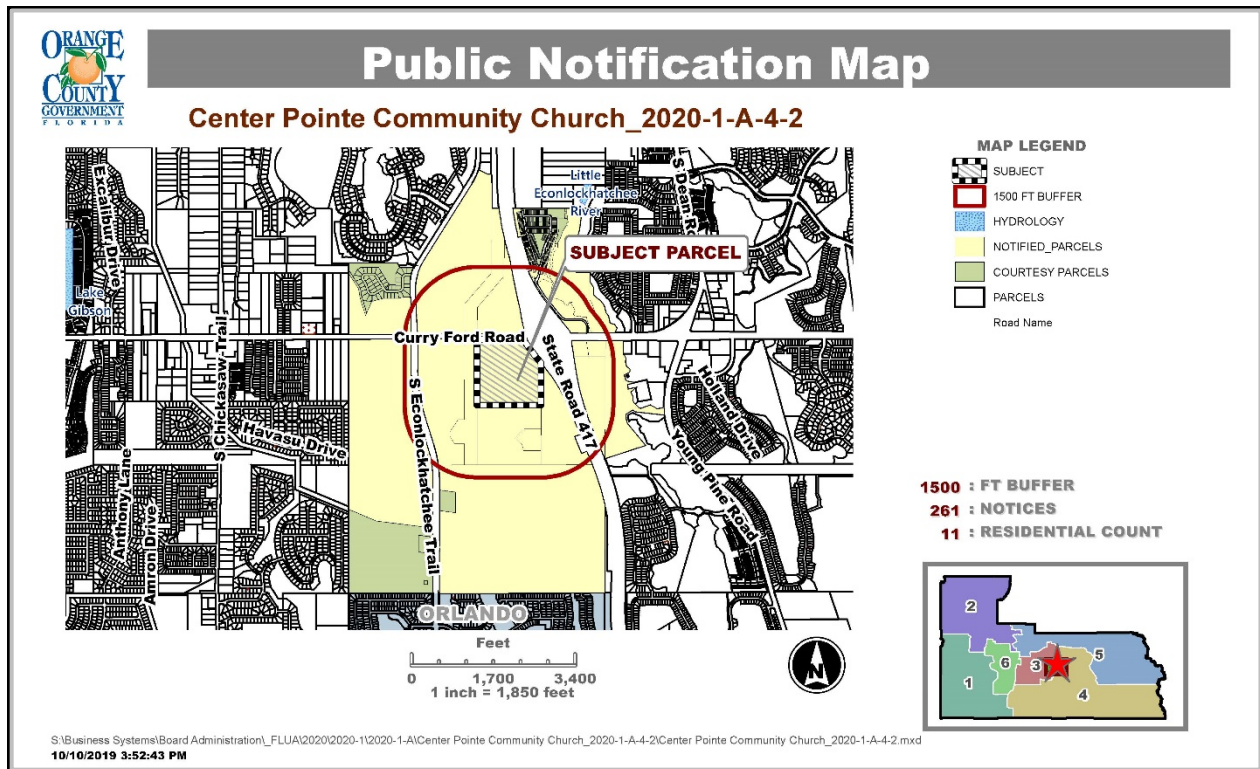 ORANGE
COUNTY
GOVERNMENT
FLORIDA
Public Notification Map
Center Pointe Community Church_2020-1-A-4-2
Excalibur Drive
Lake
Gibson
S Chickasaw Trail
Little
Econlockhatchee
River
S Dean Ro
SUBJECT PARCEL
Curry Ford Road
State Road 417
S Econlockhatchee Trail
Havasu Drive
Anthony Lane
Amron Drive
Holland Drive
Young Pine Road
ORLANDO
MAP LEGEND
SUBJECT
1500 FT BUFFER
HYDROLOGY
NOTIFIED_PARCELS
COURTESY PARCELS
PARCELS
Road Name
1500 : FT BUFFER
261 : NOTICES
11 : RESIDENTIAL COUNT
Feet
0 1,700 3,400
1 inch = 1,850 feet
N
2
5
6
3
1
4
S:\Business Systems\Board Administration\_FLUA\2020\2020-1\2020-1-A\Center Pointe Community Church_2020-1-A-4-2\Center Pointe Community Church_2020-1-A-4-2.mxd
10/10/2019 3:52:43 PM